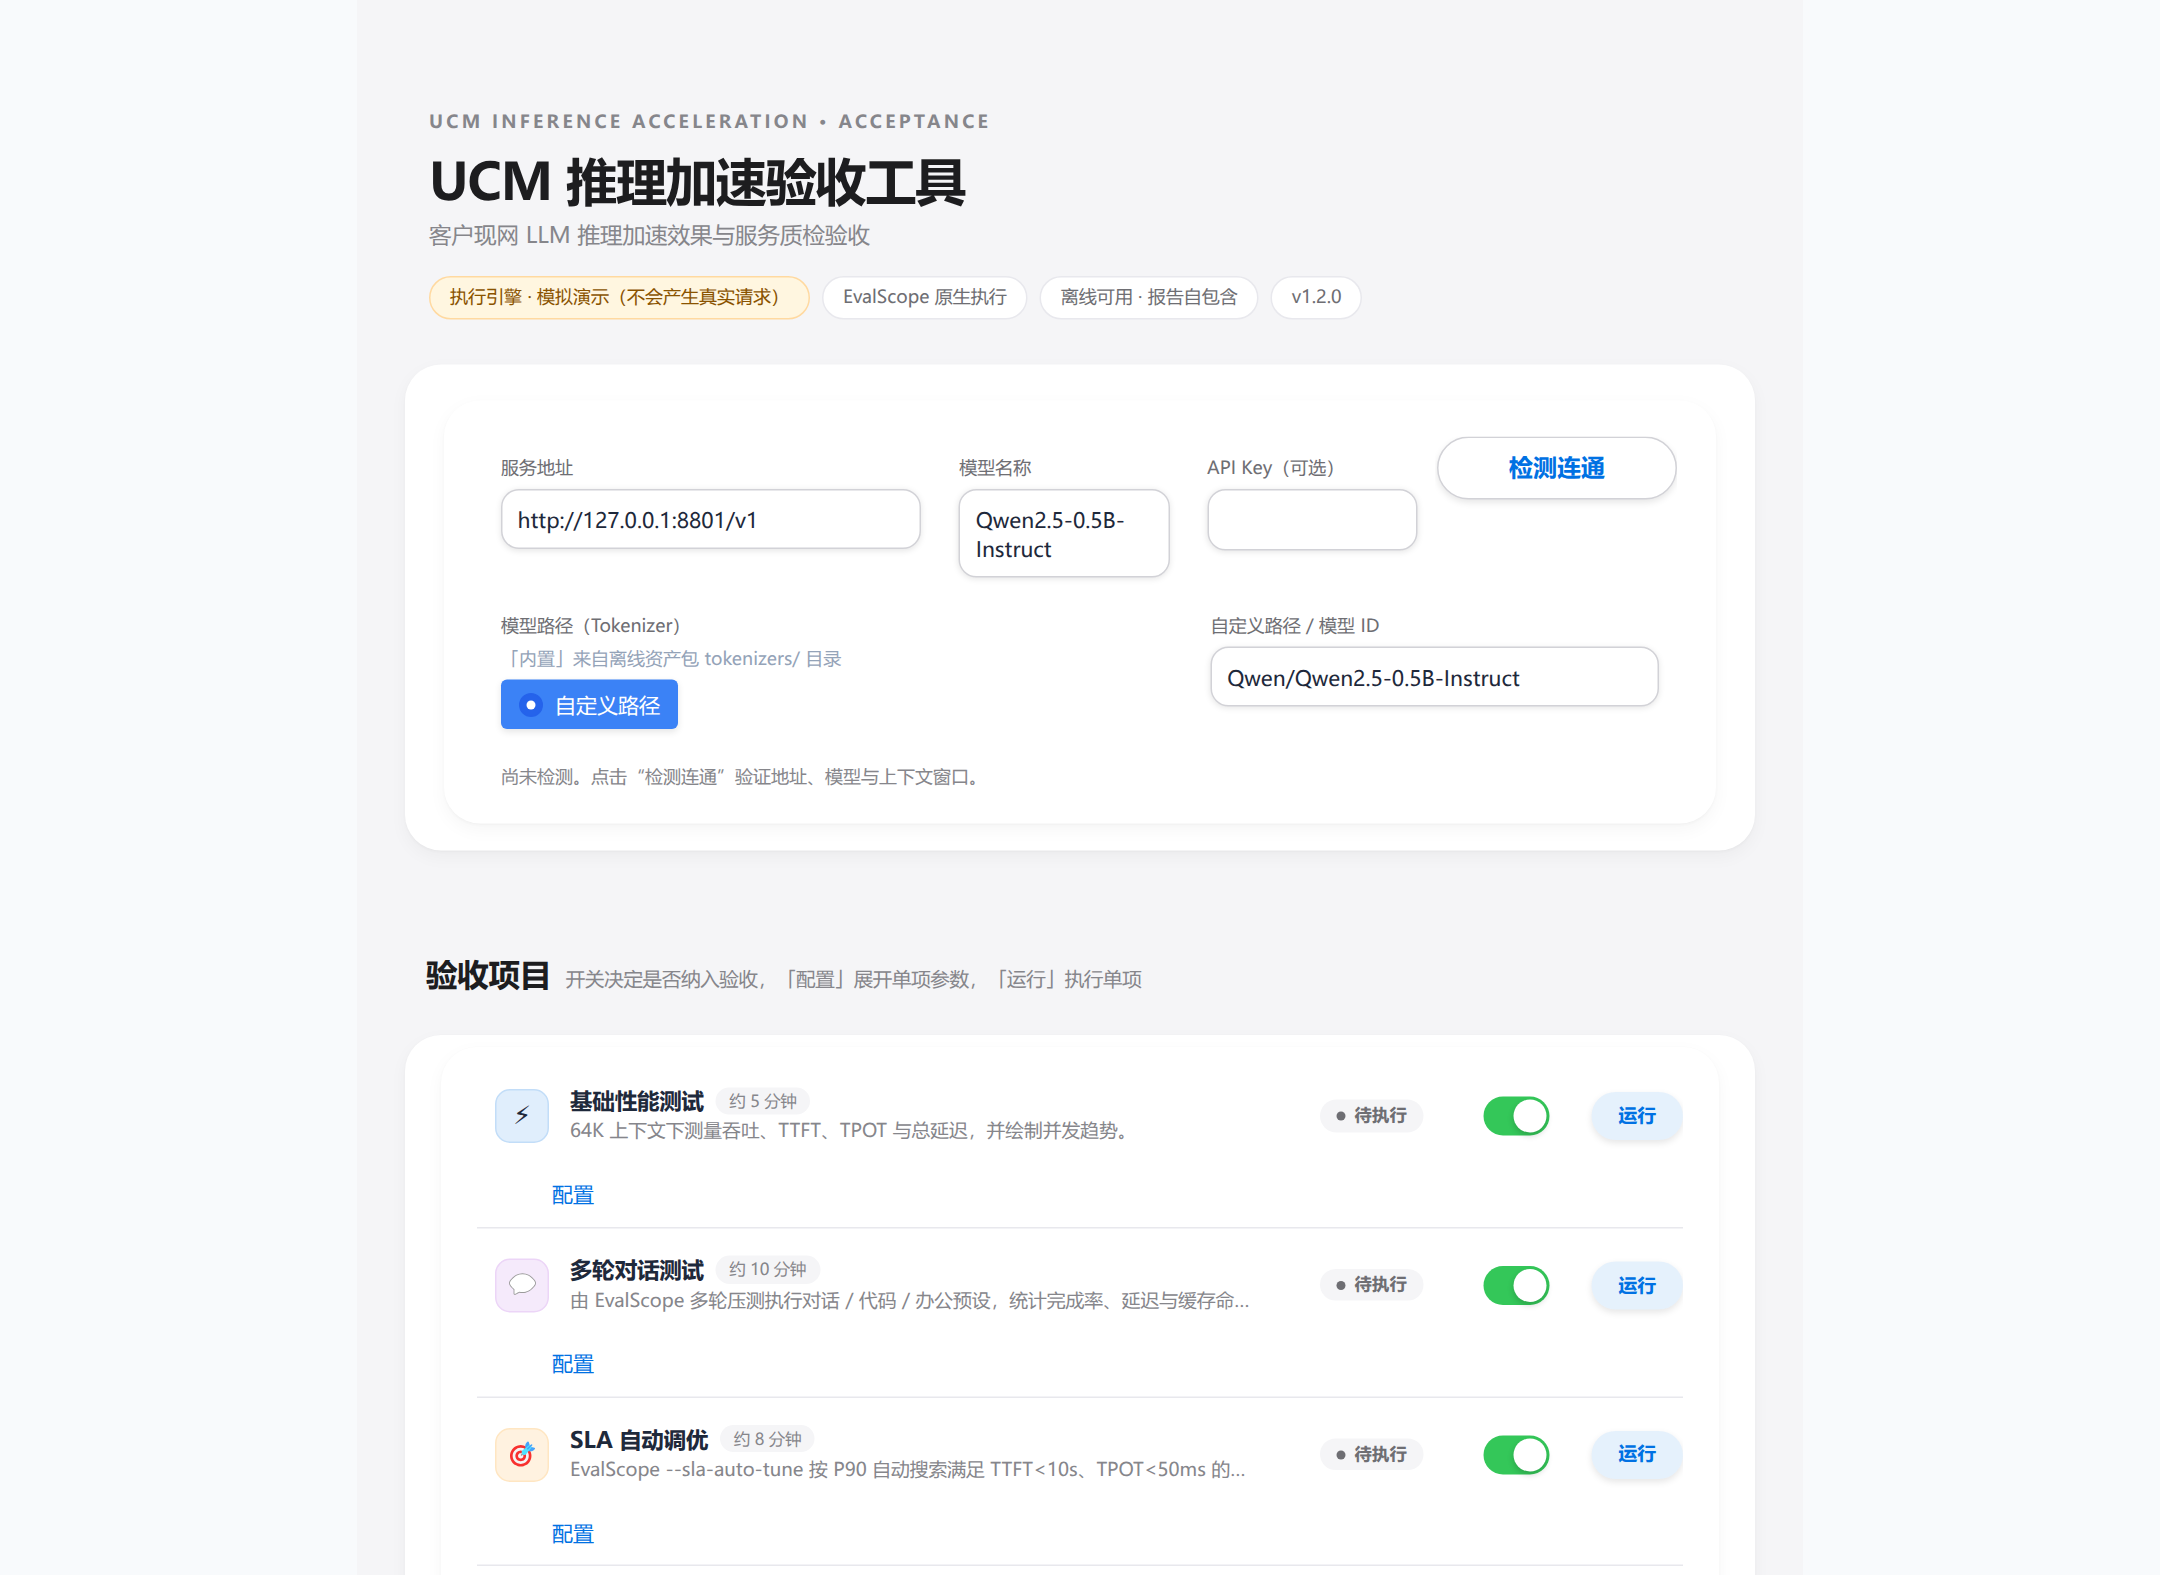 UCM INFERENCE ACCELERATION • ACCEPTANCE
UCM 推理加速验收工具
客户现网 LLM 推理加速效果与服务质检验收
执行引擎 · 模拟演示（不会产生真实请求）
EvalScope 原生执行
离线可用 · 报告自包含
v1.2.0
服务地址
http://127.0.0.1:8801/v1
模型名称
Qwen2.5-0.5B-
Instruct
API Key（可选）
检测连通
模型路径（Tokenizer）
「内置」来自离线资产包 tokenizers/ 目录
自定义路径
自定义路径 / 模型 ID
Qwen/Qwen2.5-0.5B-Instruct
尚未检测。点击“检测连通”验证地址、模型与上下文窗口。
验收项目
开关决定是否纳入验收，「配置」展开单项参数，「运行」执行单项
基础性能测试
约 5 分钟
64K 上下文下测量吞吐、TTFT、TPOT 与总延迟，并绘制并发趋势。
待执行
运行
配置
多轮对话测试
约 10 分钟
由 EvalScope 多轮压测执行对话 / 代码 / 办公预设，统计完成率、延迟与缓存命...
待执行
运行
配置
SLA 自动调优
约 8 分钟
EvalScope --sla-auto-tune 按 P90 自动搜索满足 TTFT<10s、TPOT<50ms 的...
待执行
运行
配置